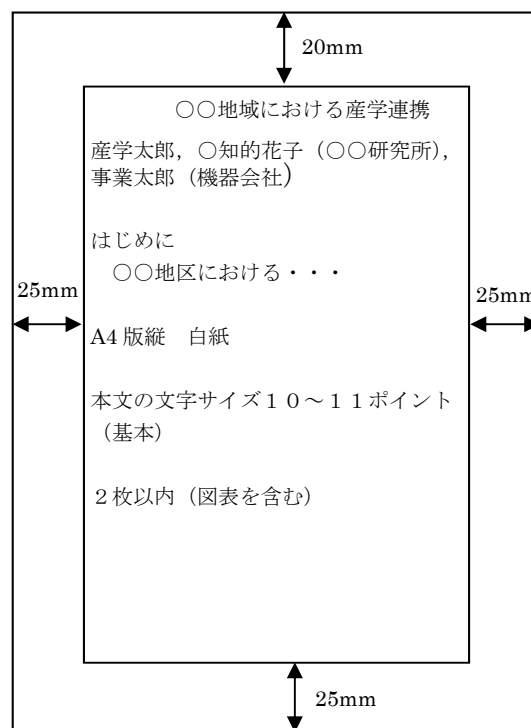 20mm
○○地域における産学連携
産学太郎，○知的花子（○○研究所），
事業太郎（機器会社）
はじめに
　○○地区における・・・
25mm
25mm
A4 版縦　白紙
本文の文字サイズ１０～１１ポイント
（基本）
２枚以内（図表を含む）
25mm